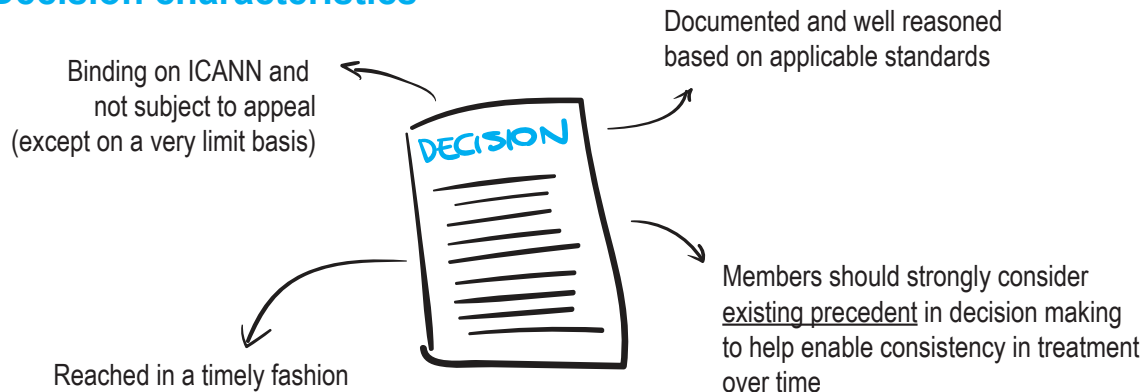 Decision characteristics
Binding on ICANN and
not subject to appeal
(except on a very limit basis)
Documented and well reasoned
based on applicable standards
DECISION
Reached in a timely fashion
Members should strongly consider
existing precedent in decision making
to help enable consistency in treatment
over time